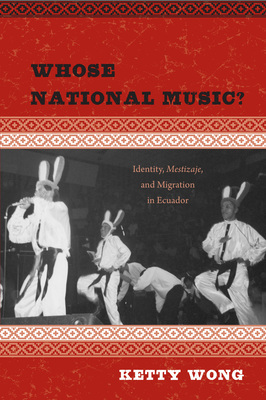 WHOSE
NATIONAL MUSIC?
Identity, Mestizaje,
and Migration
in Ecuador
KETTY WONG